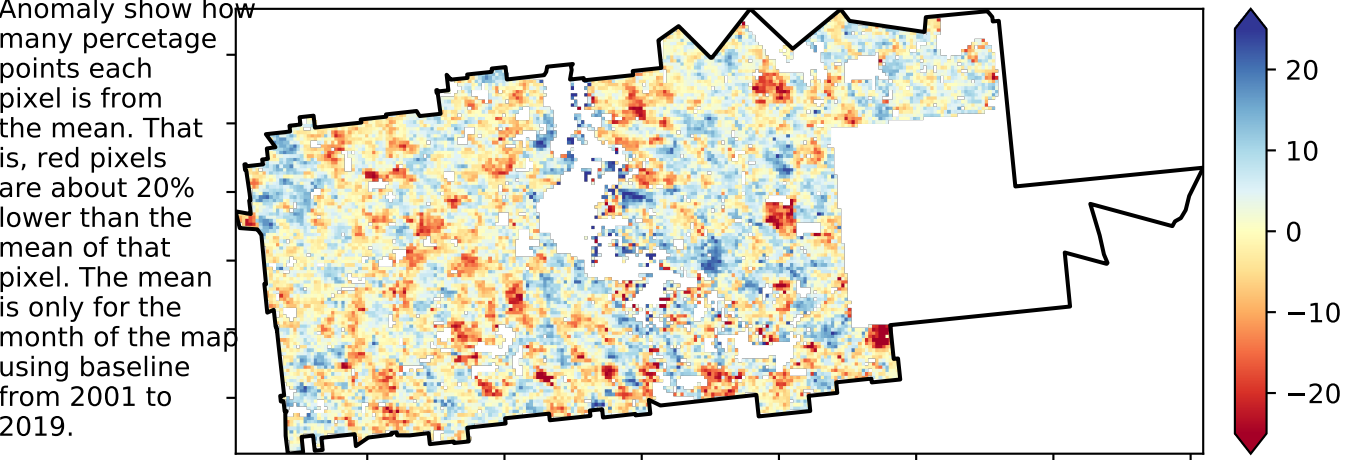 Anomaly show how
many percetage
points each
pixel is from
the mean. That
is, red pixels
are about 20%
lower than the
mean of that
pixel. The mean
is only for the
month of the map
using baseline
from 2001 to
2019.
20
10
0
−10
−20